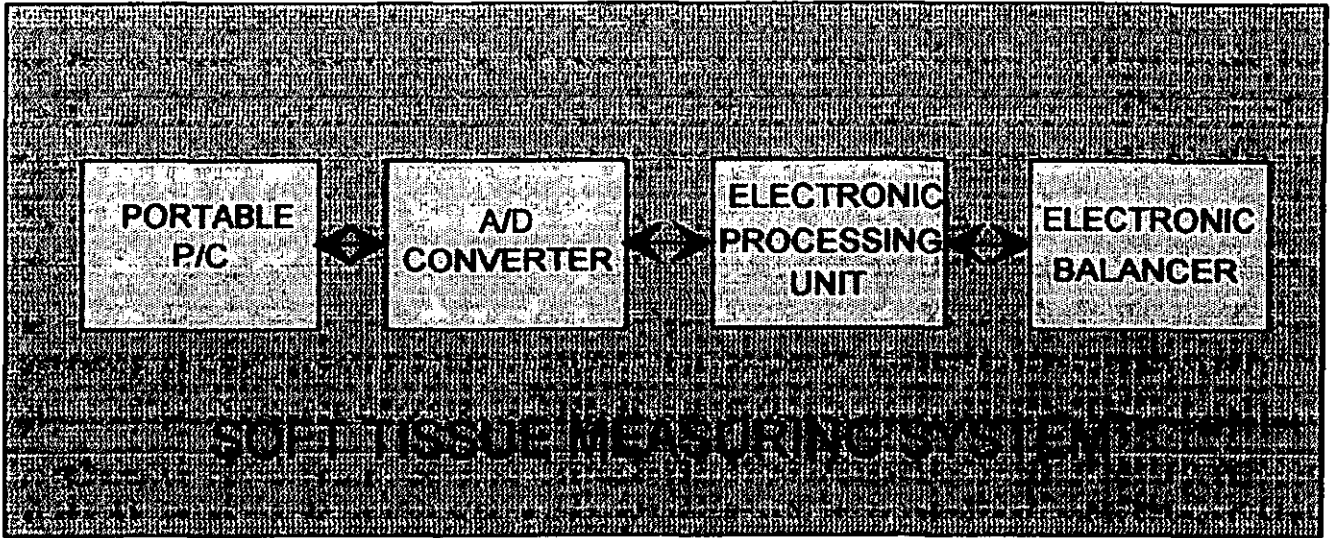 PORTABLE
P/C
A/D
CONVERTER
ELECTRONIC
PROCESSING
UNIT
ELECTRONIC
BALANCER
SOFT TISSUE MEASURING SYSTEM